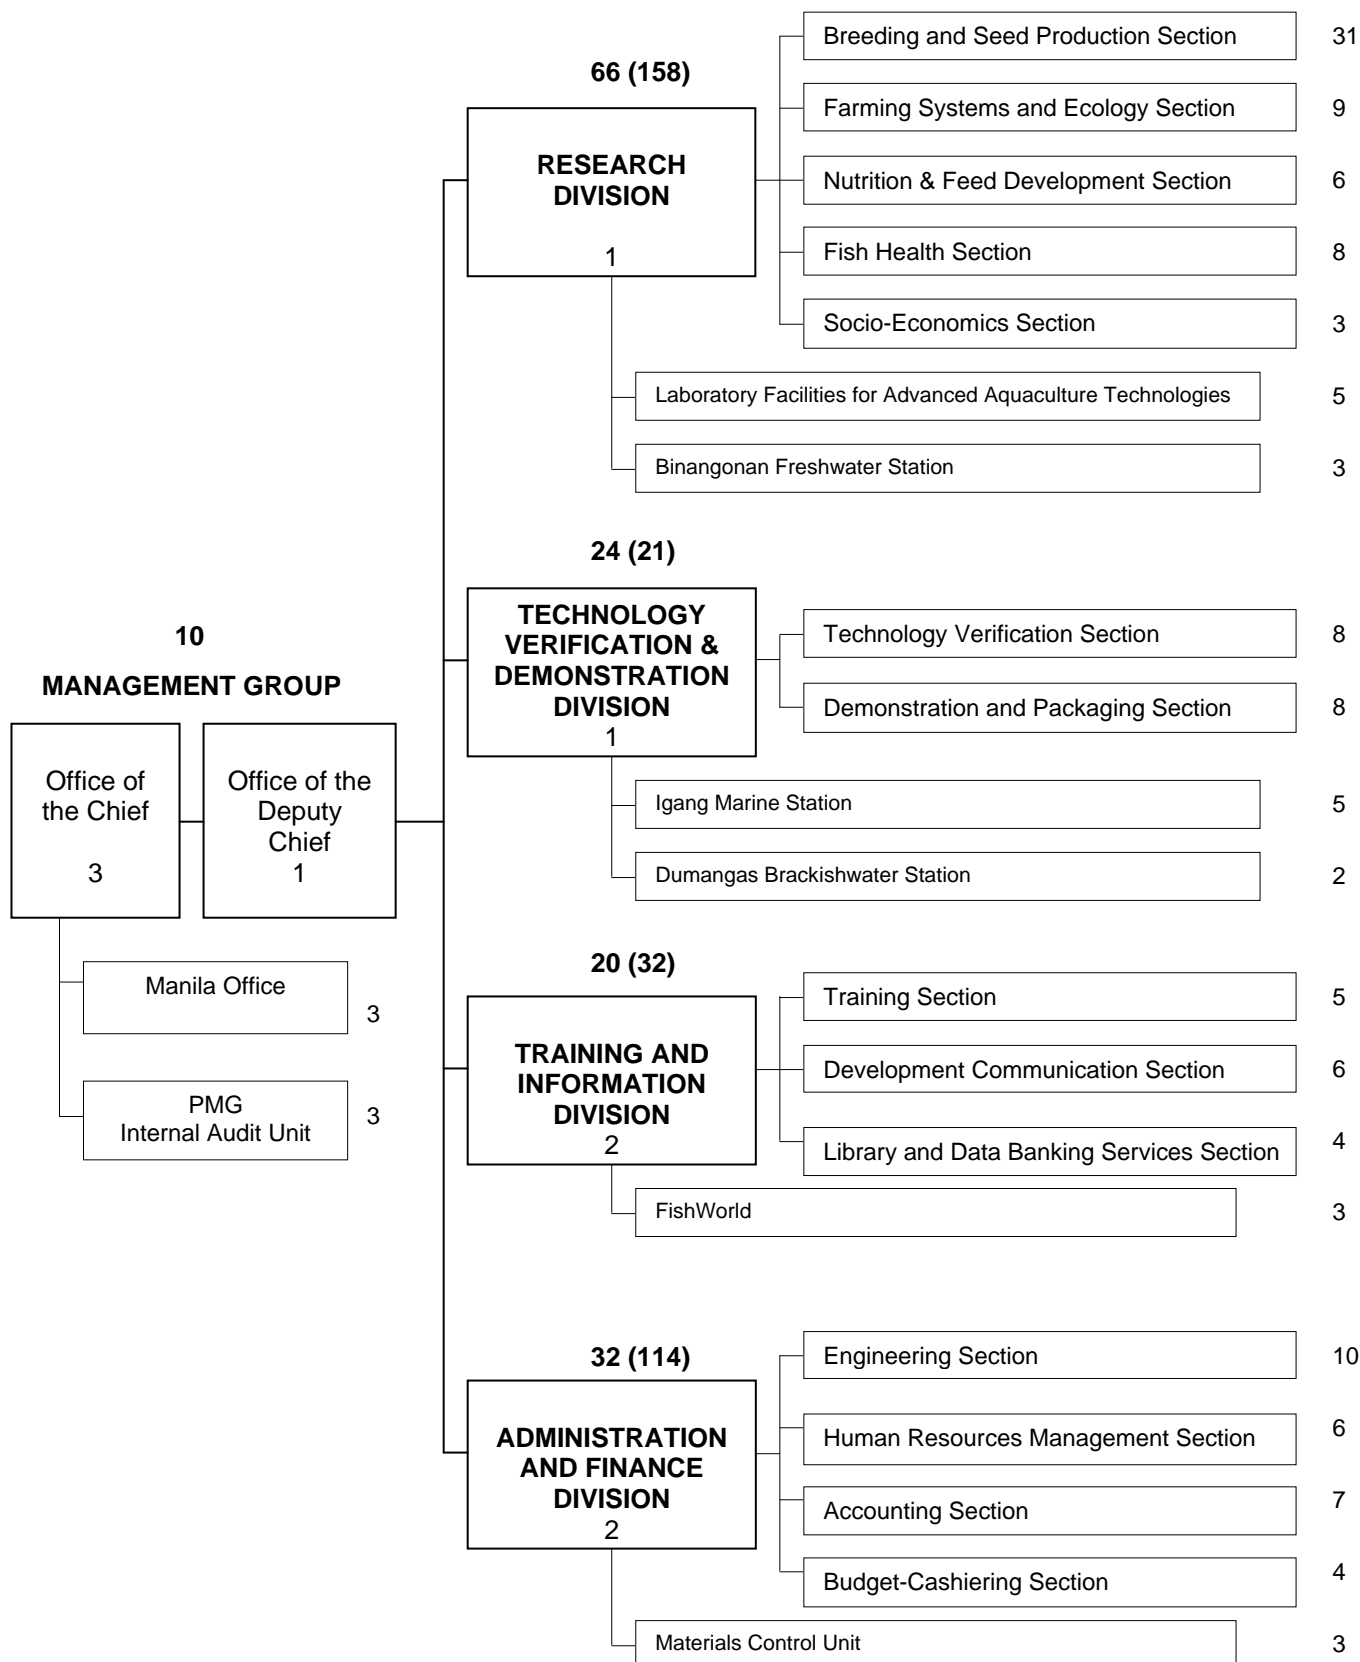 10
MANAGEMENT GROUP
Office of
the Chief
3
Office of the
Deputy
Chief
1
Manila Office
3
PMG
Internal Audit Unit
3
66 (158)
RESEARCH
DIVISION
1
Breeding and Seed Production Section 31
Farming Systems and Ecology Section 9
Nutrition & Feed Development Section 6
Fish Health Section 8
Socio-Economics Section 3
Laboratory Facilities for Advanced Aquaculture Technologies 5
Binangonan Freshwater Station 3
24 (21)
TECHNOLOGY
VERIFICATION &
DEMONSTRATION
DIVISION
1
Technology Verification Section 8
Demonstration and Packaging Section 8
Igang Marine Station 5
Dumangas Brackishwater Station 2
20 (32)
TRAINING AND
INFORMATION
DIVISION
2
Training Section 5
Development Communication Section 6
Library and Data Banking Services Section 4
FishWorld 3
32 (114)
ADMINISTRATION
AND FINANCE
DIVISION
2
Engineering Section 10
Human Resources Management Section 6
Accounting Section 7
Budget-Cashiering Section 4
Materials Control Unit 3